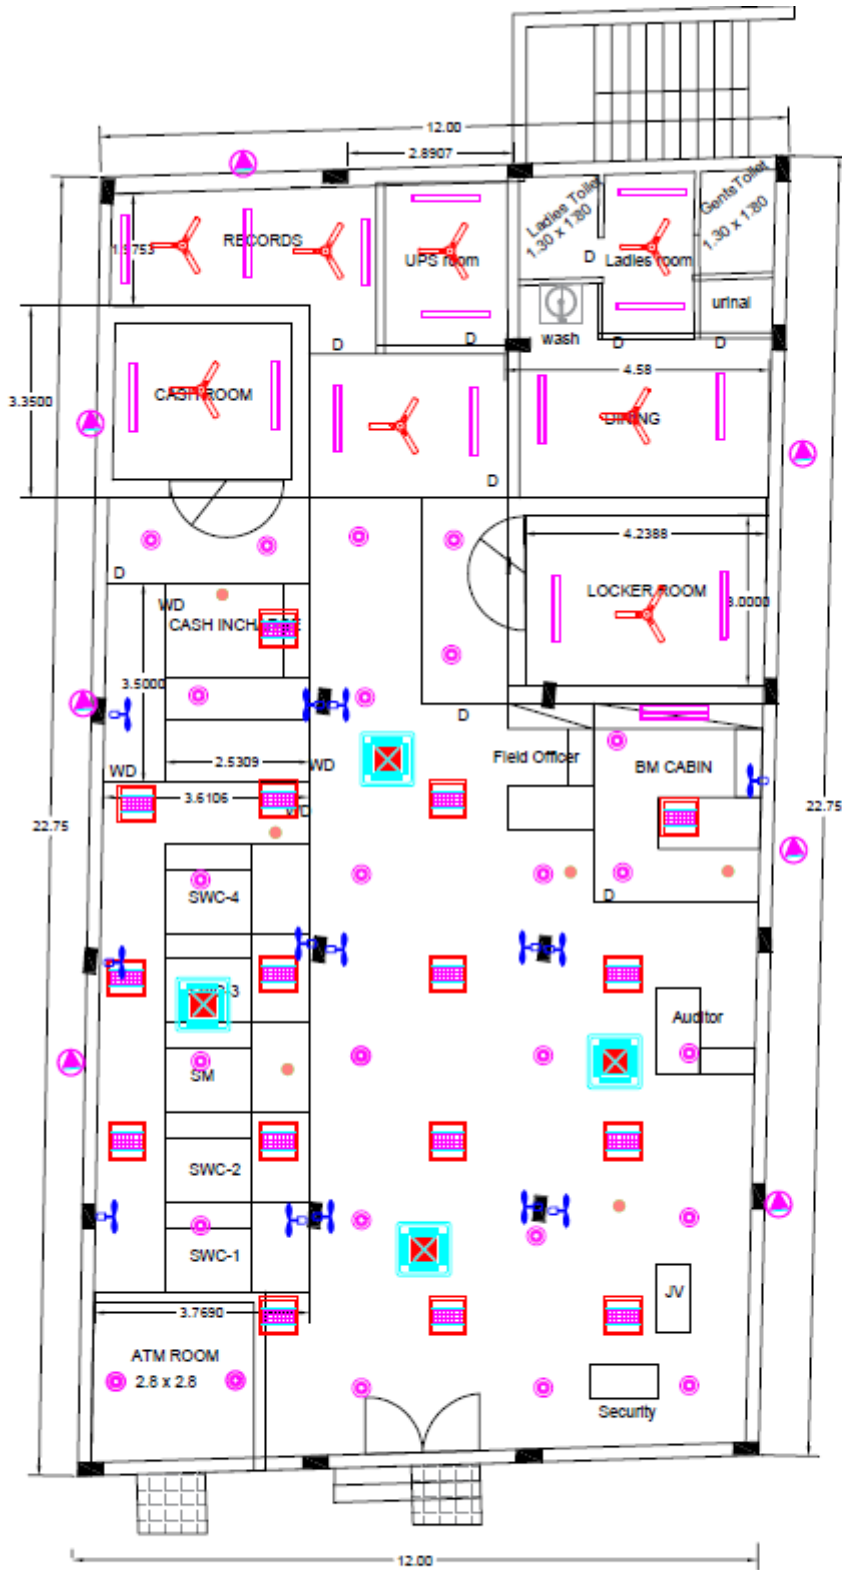 12.00
2.8907
Ladies Toilet
1.30 x 1.80
Gents Toilet
1.30 x 1.80
RECORDS
UPS room
D
Ladies room
urinal
wash
D
D
D
D
4.58
3.3500
CASH ROOM
DINING
D
4.2388
LOCKER ROOM
3.0000
D
WD
CASH INCHARGE
3.5000
D
Field Officer
BM CABIN
2.5309
WD
WD
3.6106
WD
22.75
22.75
SWC-4
D
Auditor
SM
SWC-2
SWC-1
JV
3.7690
ATM ROOM
2.8 x 2.8
Security
12.00